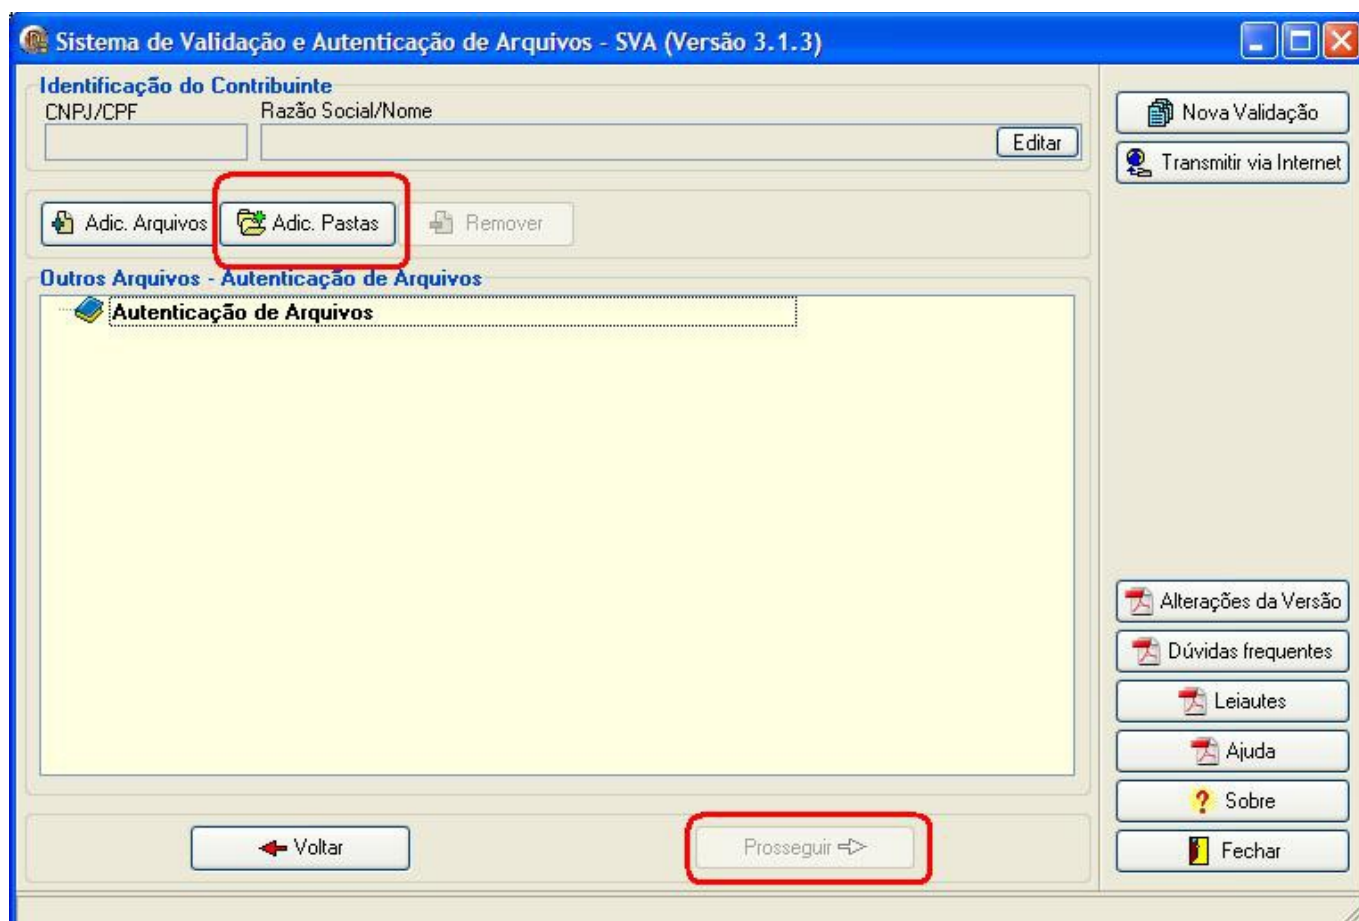 Sistema de Validação e Autenticação de Arquivos - SVA (Versão 3.1.3)
Identificação do Contribuinte
CNPJ/CPF Razão Social/Nome
Editar
Adic. Arquivos Adic. Pastas Remover
Outros Arquivos - Autenticação de Arquivos
Autenticação de Arquivos
Voltar Prosseguir
Nova Validação
Transmitir via Internet
Alterações da Versão
Dúvidas frequentes
Leiautes
Ajuda
Sobre
Fechar